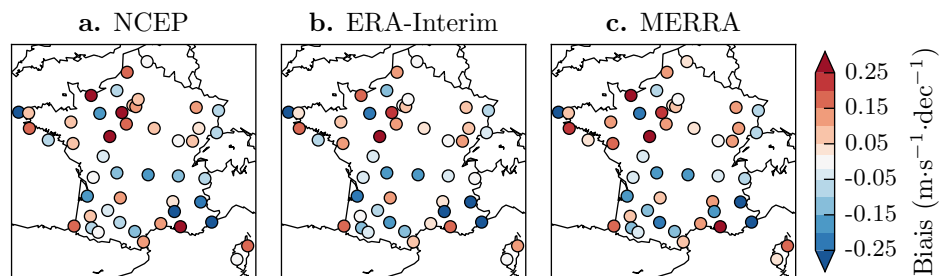 a. NCEP
b. ERA-Interim
c. MERRA
0.25
0.15
0.05
-0.05
-0.15
-0.25
Biais (m·s⁻¹·dec⁻¹)